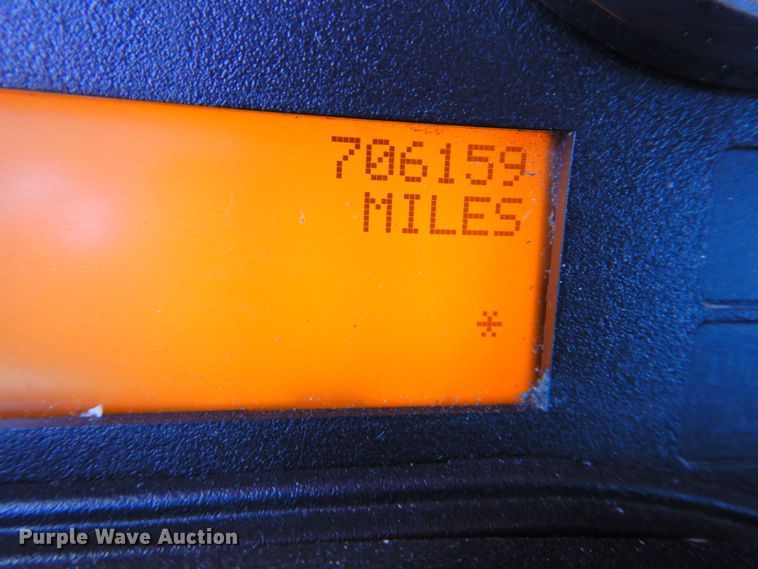 706159
MILES
*
Purple Wave Auction